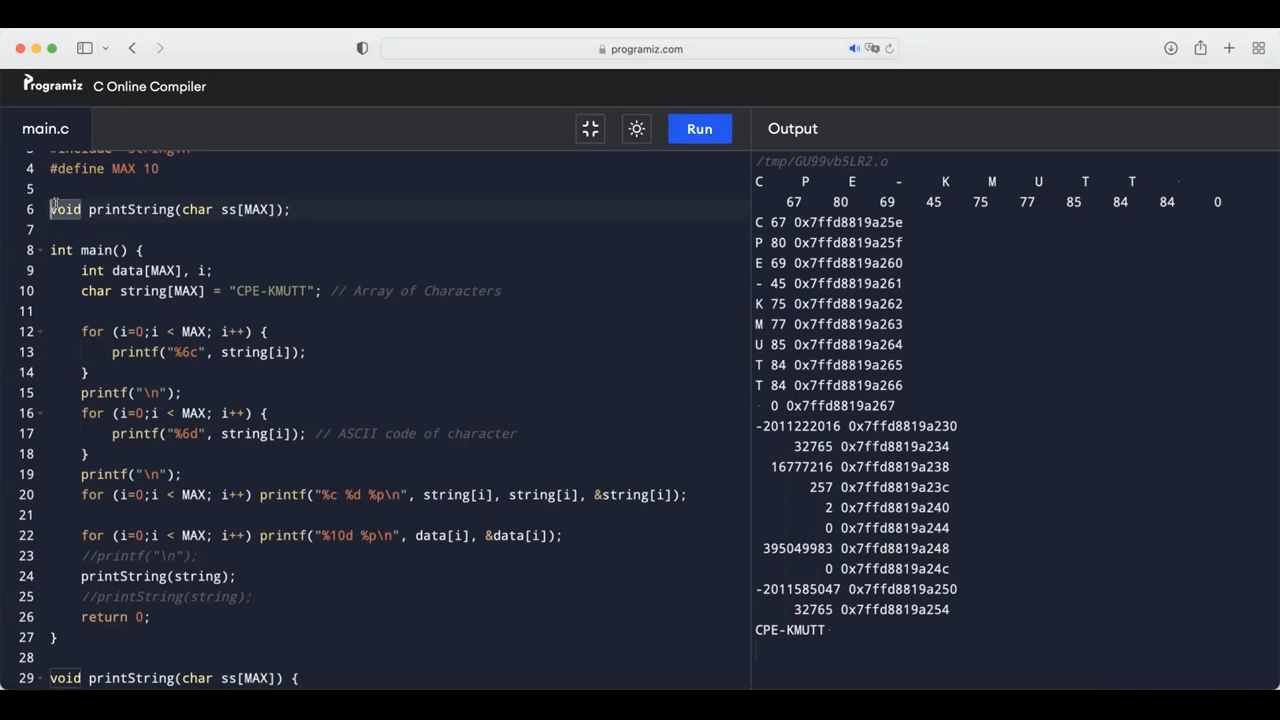 programiz.com
Programiz C Online Compiler
main.c
Run
Output
3
4 #define MAX 10
5
6 void printString(char ss[MAX]);
7
8 int main() {
9 int data[MAX], i;
10 char string[MAX] = "CPE-KMUTT"; // Array of Characters
11
12 for (i=0;i < MAX; i++) {
13 printf("%6c", string[i]);
14 }
15 printf("\n");
16 for (i=0;i < MAX; i++) {
17 printf("%6d", string[i]); // ASCII code of character
18 }
19 printf("\n");
20 for (i=0;i < MAX; i++) printf("%c %d %p\n", string[i], string[i], &string[i]);
21
22 for (i=0;i < MAX; i++) printf("%10d %p\n", data[i], &data[i]);
23 //printf("\n");
24 printString(string);
25 //printString(string);
26 return 0;
27 }
28
29 void printString(char ss[MAX]) {
/tmp/GU99vb5LR2.o
C P E - K M U T T
67 80 69 45 75 77 85 84 84 0
C 67 0x7ffd8819a25e
P 80 0x7ffd8819a25f
E 69 0x7ffd8819a260
- 45 0x7ffd8819a261
K 75 0x7ffd8819a262
M 77 0x7ffd8819a263
U 85 0x7ffd8819a264
T 84 0x7ffd8819a265
T 84 0x7ffd8819a266
0 0x7ffd8819a267
-2011222016 0x7ffd8819a230
32765 0x7ffd8819a234
16777216 0x7ffd8819a238
257 0x7ffd8819a23c
2 0x7ffd8819a240
0 0x7ffd8819a244
395049983 0x7ffd8819a248
0 0x7ffd8819a24c
-2011585047 0x7ffd8819a250
32765 0x7ffd8819a254
CPE-KMUTT